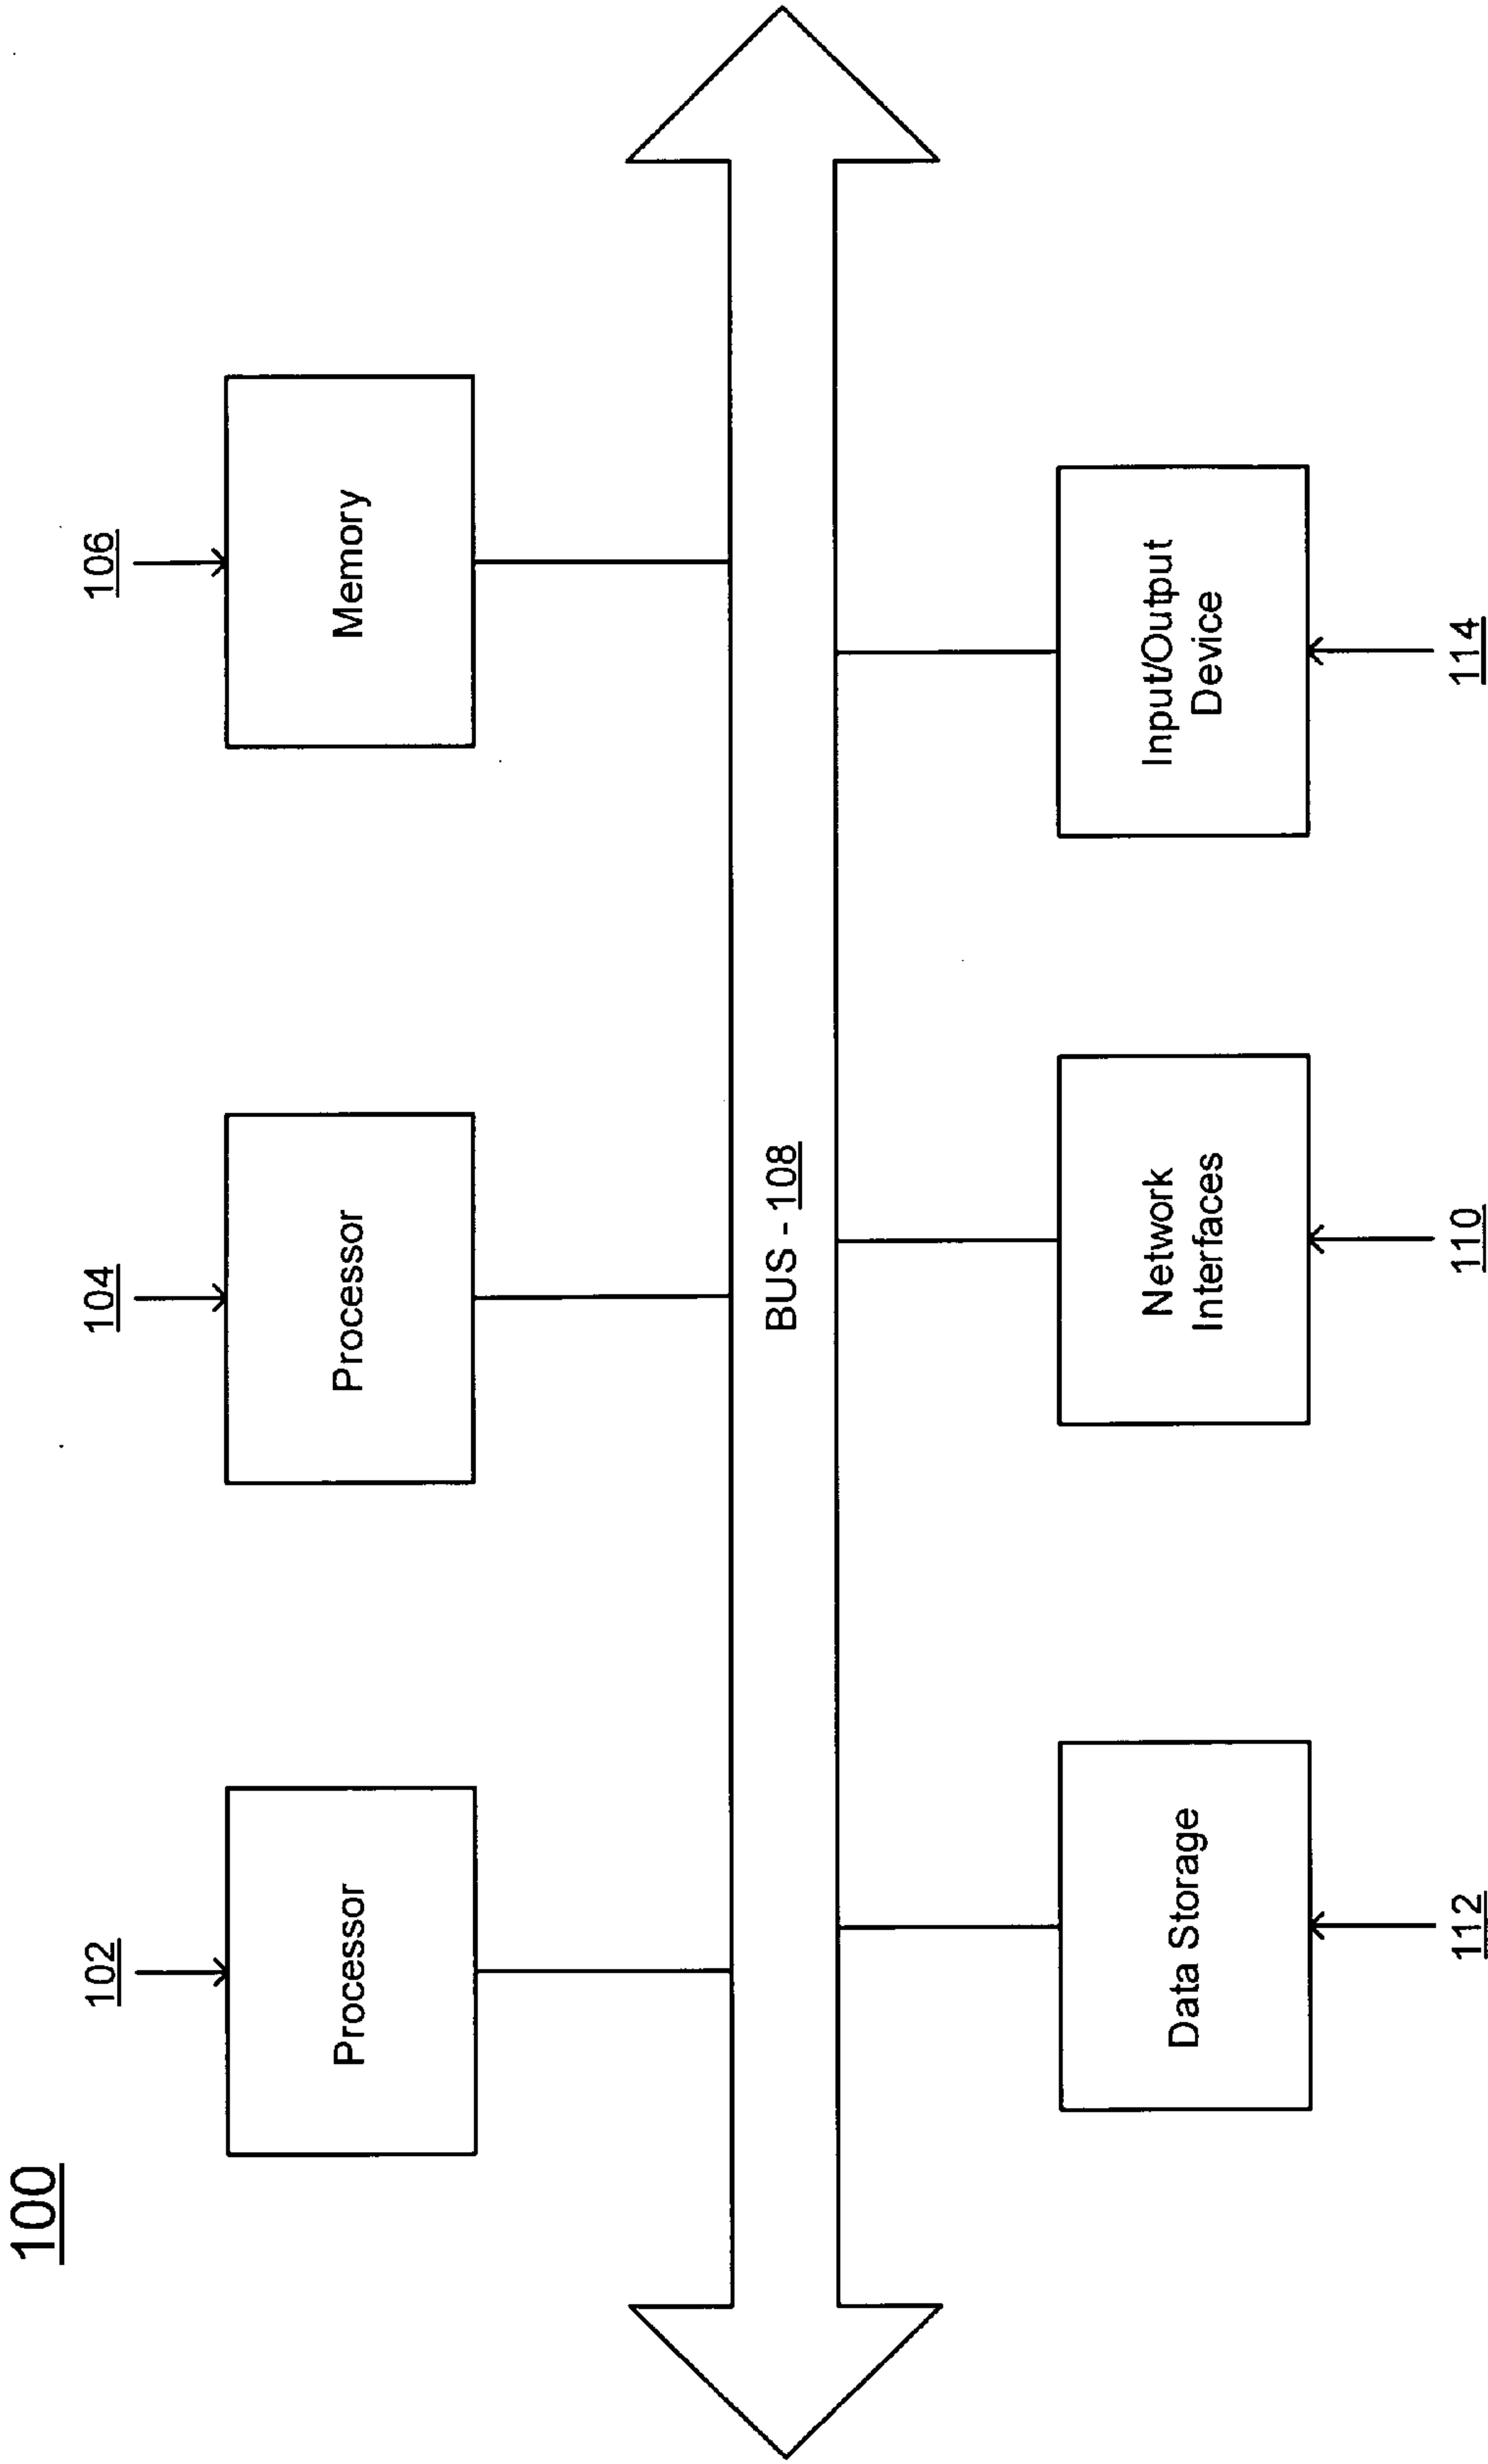 100
102
104
106
Processor
Processor
Memory
BUS - 108
Data Storage
Network
Interfaces
Input/Output
Device
112
110
114